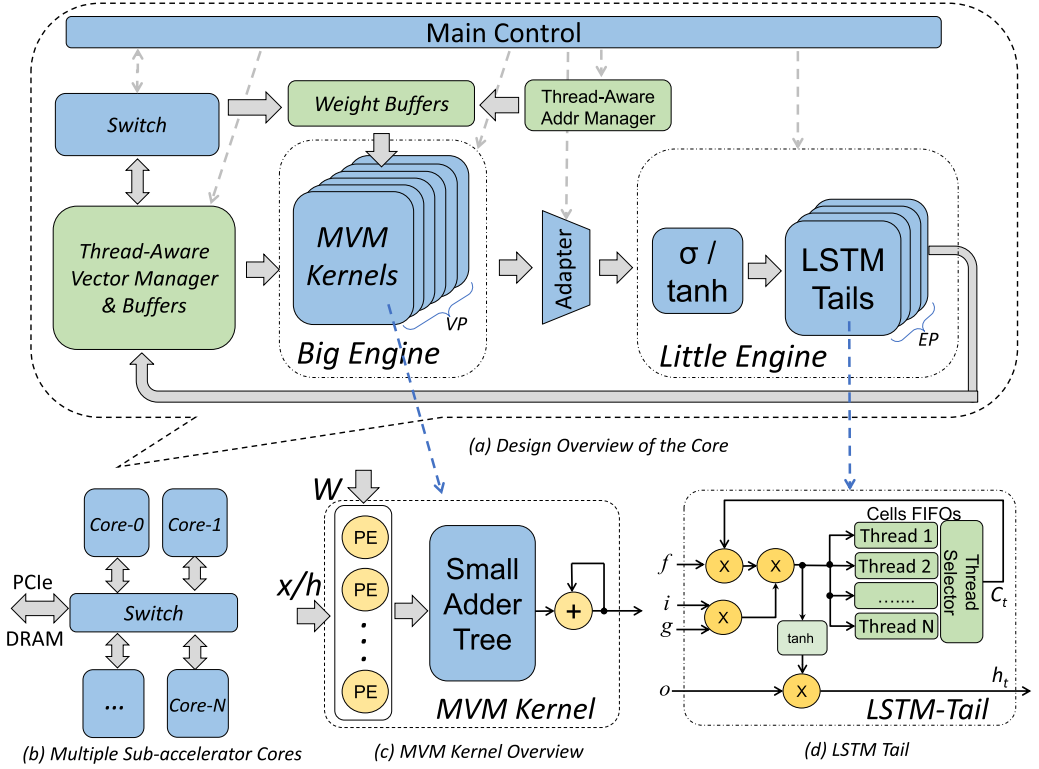 Main Control
Switch
Weight Buffers
Thread-Aware
Addr Manager
Thread-Aware
Vector Manager
& Buffers
MVM
Kernels
VP
Big Engine
Adapter
σ /
tanh
LSTM
Tails
EP
Little Engine
(a) Design Overview of the Core
Core-0
Core-1
PCIe
DRAM
Switch
...
Core-N
(b) Multiple Sub-accelerator Cores
W
x/h
PE
PE
PE
Small
Adder
Tree
+
MVM Kernel
(c) MVM Kernel Overview
Cells FIFOs
f
i
g
o
X
X
X
X
tanh
Thread 1
Thread 2
.......
Thread N
Thread
Selector
Cₜ
hₜ
LSTM-Tail
(d) LSTM Tail